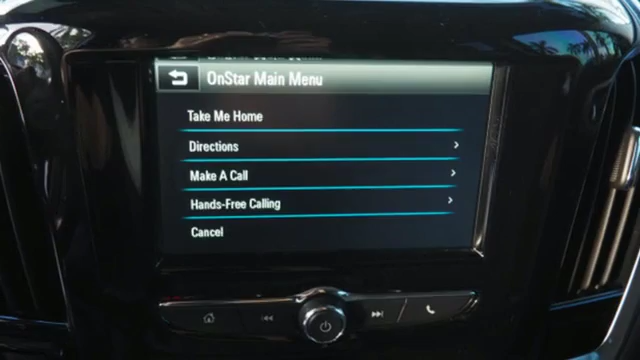 OnStar Main Menu
Take Me Home
Directions
Make A Call
Hands-Free Calling
Cancel